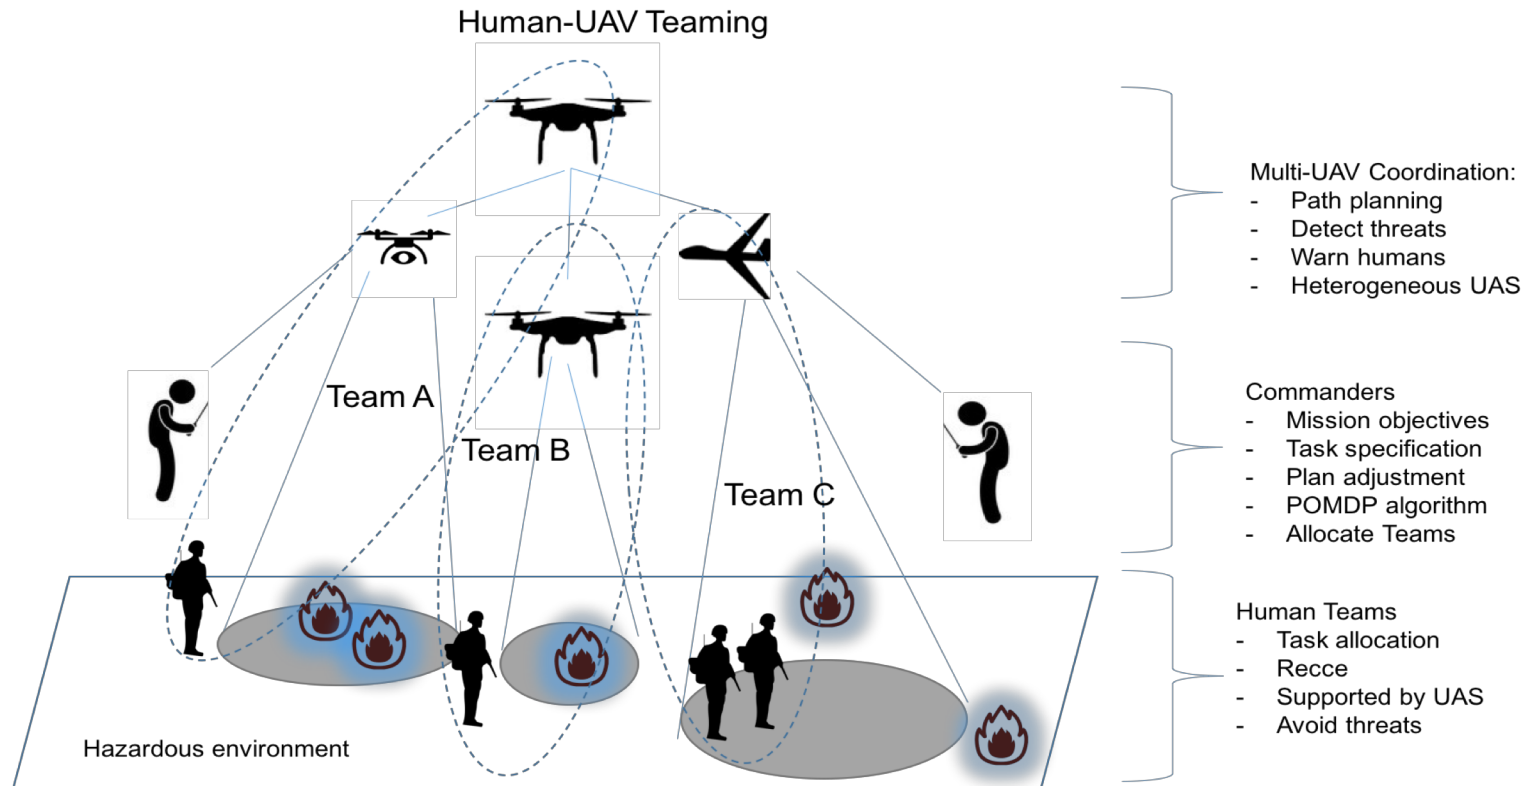 Human-UAV Teaming
Multi-UAV Coordination:
- Path planning
- Detect threats
- Warn humans
- Heterogeneous UAS
Team A
Team B
Team C
Commanders
- Mission objectives
- Task specification
- Plan adjustment
- POMDP algorithm
- Allocate Teams
Human Teams
- Task allocation
- Recce
- Supported by UAS
- Avoid threats
Hazardous environment